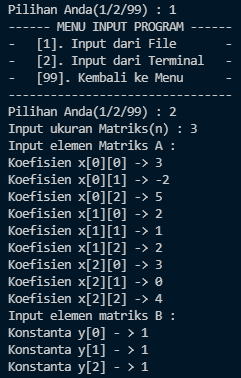 Pilihan Anda(1/2/99) : 1
------ MENU INPUT PROGRAM ------
-   [1]. Input dari File       -
-   [2]. Input dari Terminal   -
-   [99]. Kembali ke Menu      -
--------------------------------
Pilihan Anda(1/2/99) : 2
Input ukuran Matriks(n) : 3
Input elemen Matriks A :
Koefisien x[0][0] -> 3
Koefisien x[0][1] -> -2
Koefisien x[0][2] -> 5
Koefisien x[1][0] -> 2
Koefisien x[1][1] -> 1
Koefisien x[1][2] -> 2
Koefisien x[2][0] -> 3
Koefisien x[2][1] -> 0
Koefisien x[2][2] -> 4
Input elemen matriks B :
Konstanta y[0] - > 1
Konstanta y[1] - > 1
Konstanta y[2] - > 1